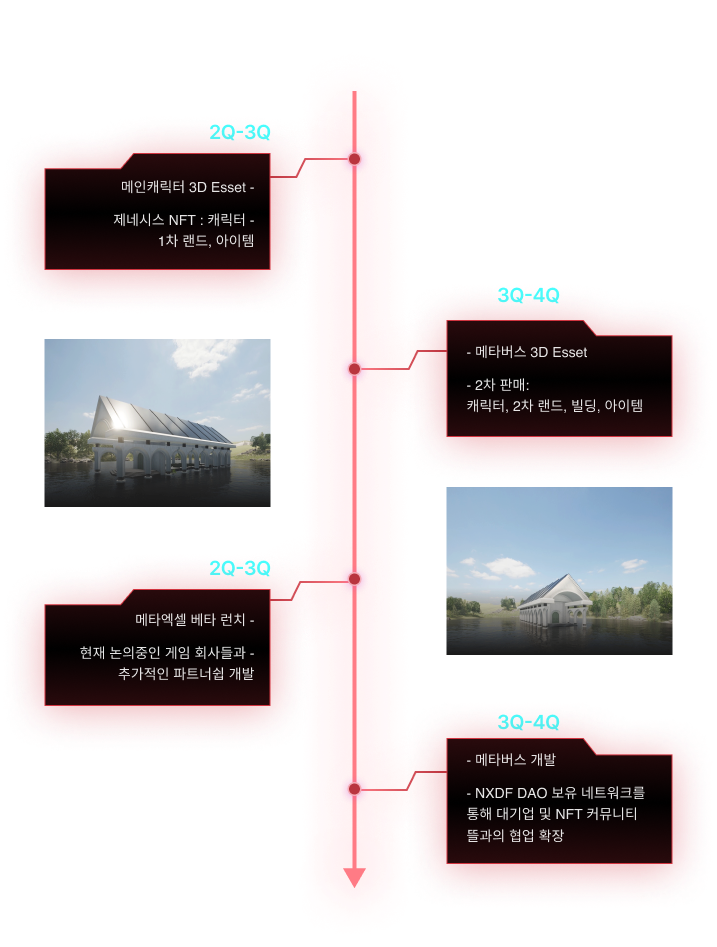 2Q-3Q
메인캐릭터 3D Esset -
제네시스 NFT : 캐릭터 -
1차 랜드, 아이템
3Q-4Q
- 메타버스 3D Esset
- 2차 판매:
캐릭터, 2차 랜드, 빌딩, 아이템
2Q-3Q
메타엑셀 베타 런치 -
현재 논의중인 게임 회사들과 -
추가적인 파트너쉽 개발
3Q-4Q
- 메타버스 개발
- NXDF DAO 보유 네트워크를
통해 대기업 및 NFT 커뮤니티
뜰과의 협업 확장